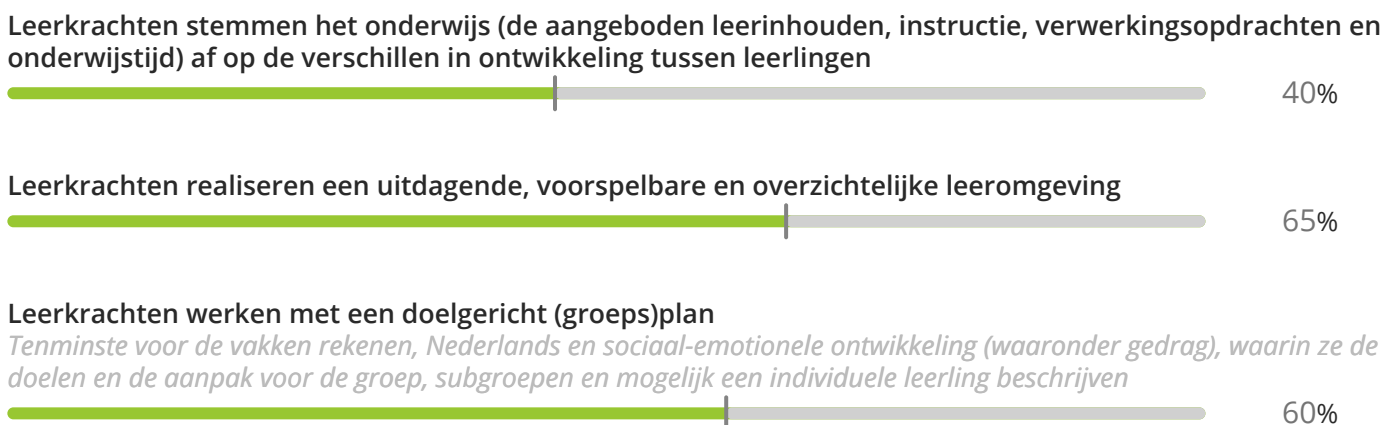 Leerkrachten stemmen het onderwijs (de aangeboden leerinhouden, instructie, verwerkingsopdrachten en
onderwijstijd) af op de verschillen in ontwikkeling tussen leerlingen
40%
Leerkrachten realiseren een uitdagende, voorspelbare en overzichtelijke leeromgeving
65%
Leerkrachten werken met een doelgericht (groeps)plan
Tenminste voor de vakken rekenen, Nederlands en sociaal-emotionele ontwikkeling (waaronder gedrag), waarin ze de
doelen en de aanpak voor de groep, subgroepen en mogelijk een individuele leerling beschrijven
60%